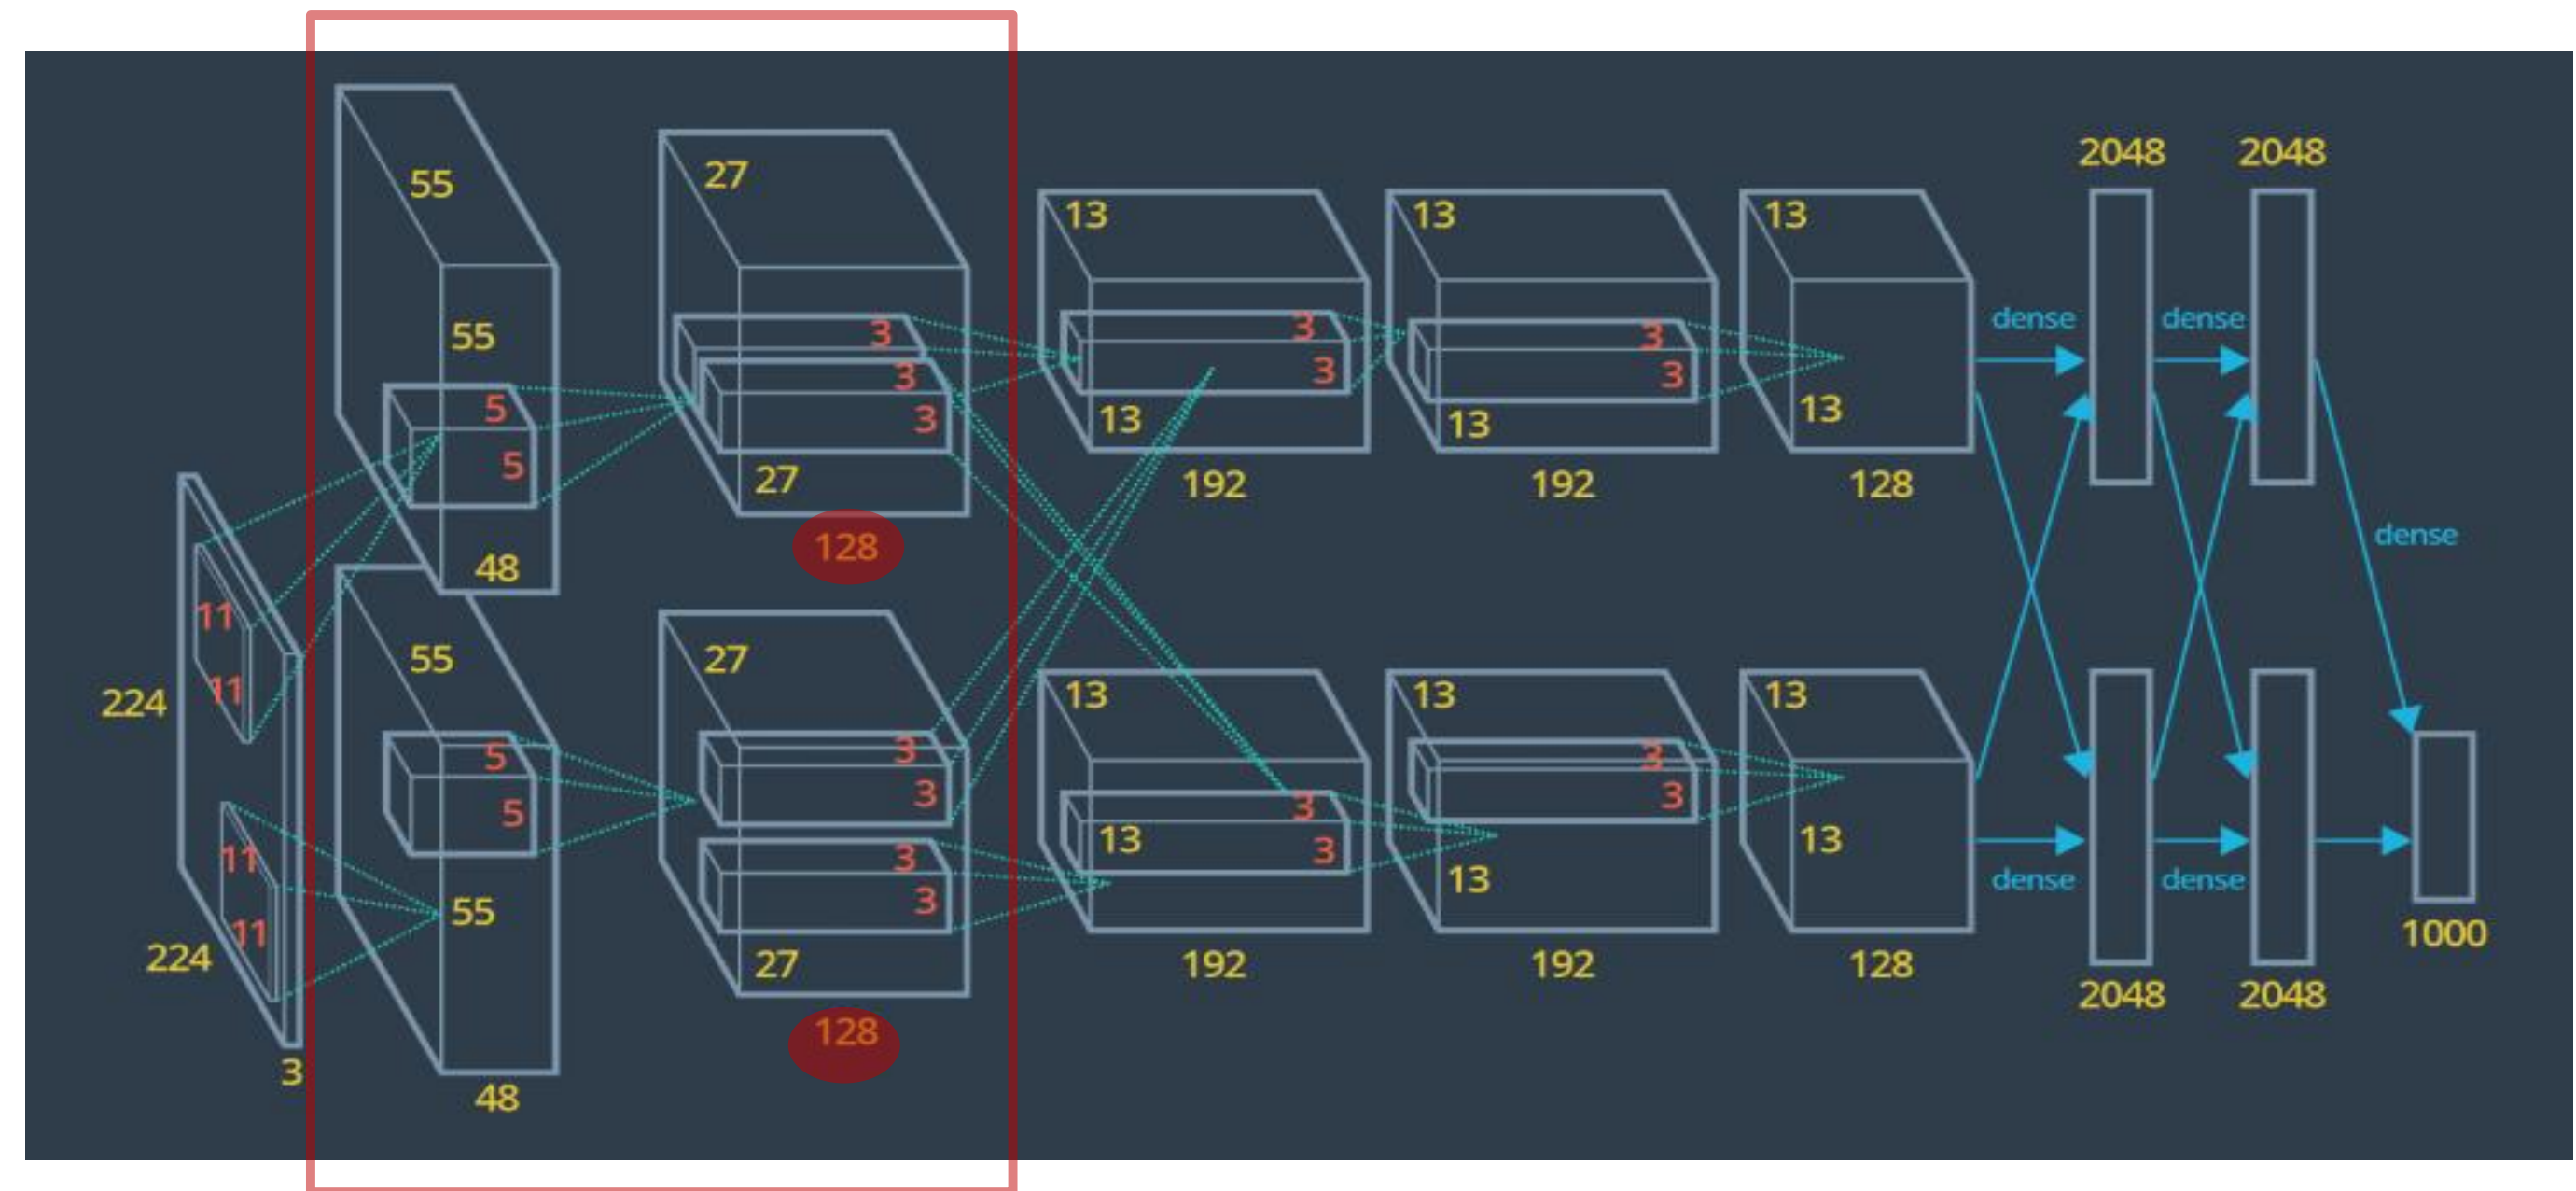 2048 2048
55 27 13 13 13
55 3 3 3 dense dense
3 3 3
5 3 13 13 13
5 27 192 192 128
48 128 dense
11 55 27 13 13 13
11
224 5 3 3
5 3 3 3
11 3 13 3 13
55 3 3 13 dense dense
11 1000
224 27 192 192 128
2048 2048
128
3
48